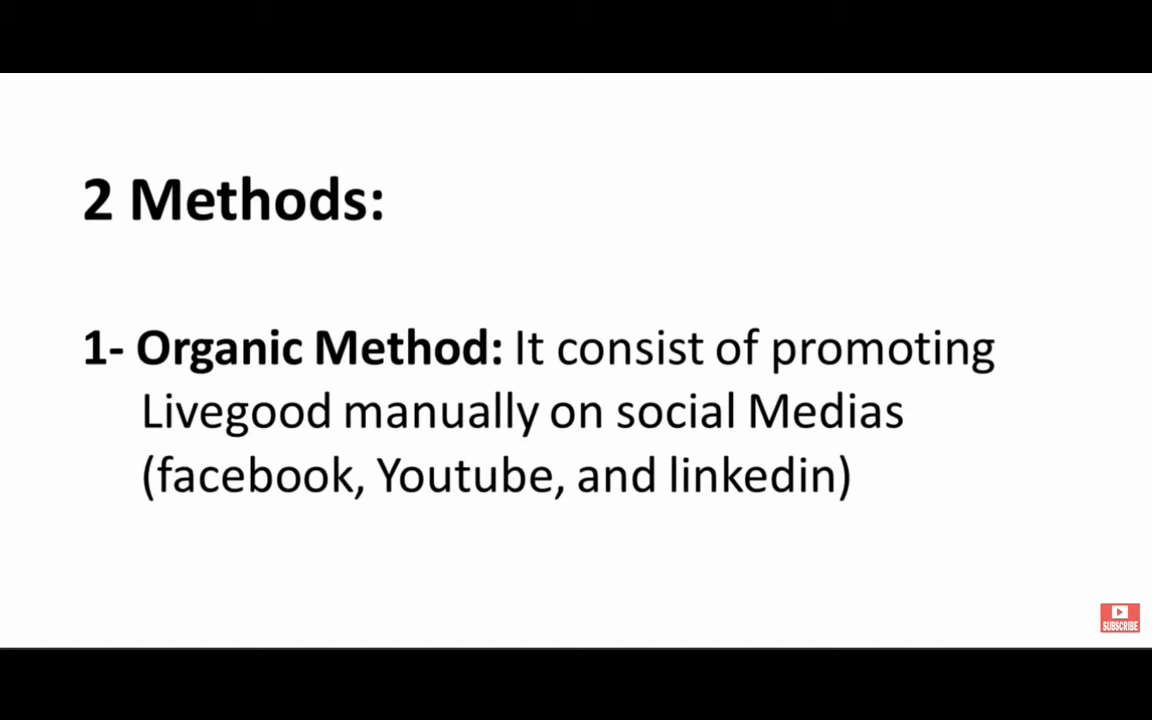 2 Methods:
1- Organic Method: It consist of promoting
Livegood manually on social Medias
(facebook, Youtube, and linkedin)
SUBSCRIBE